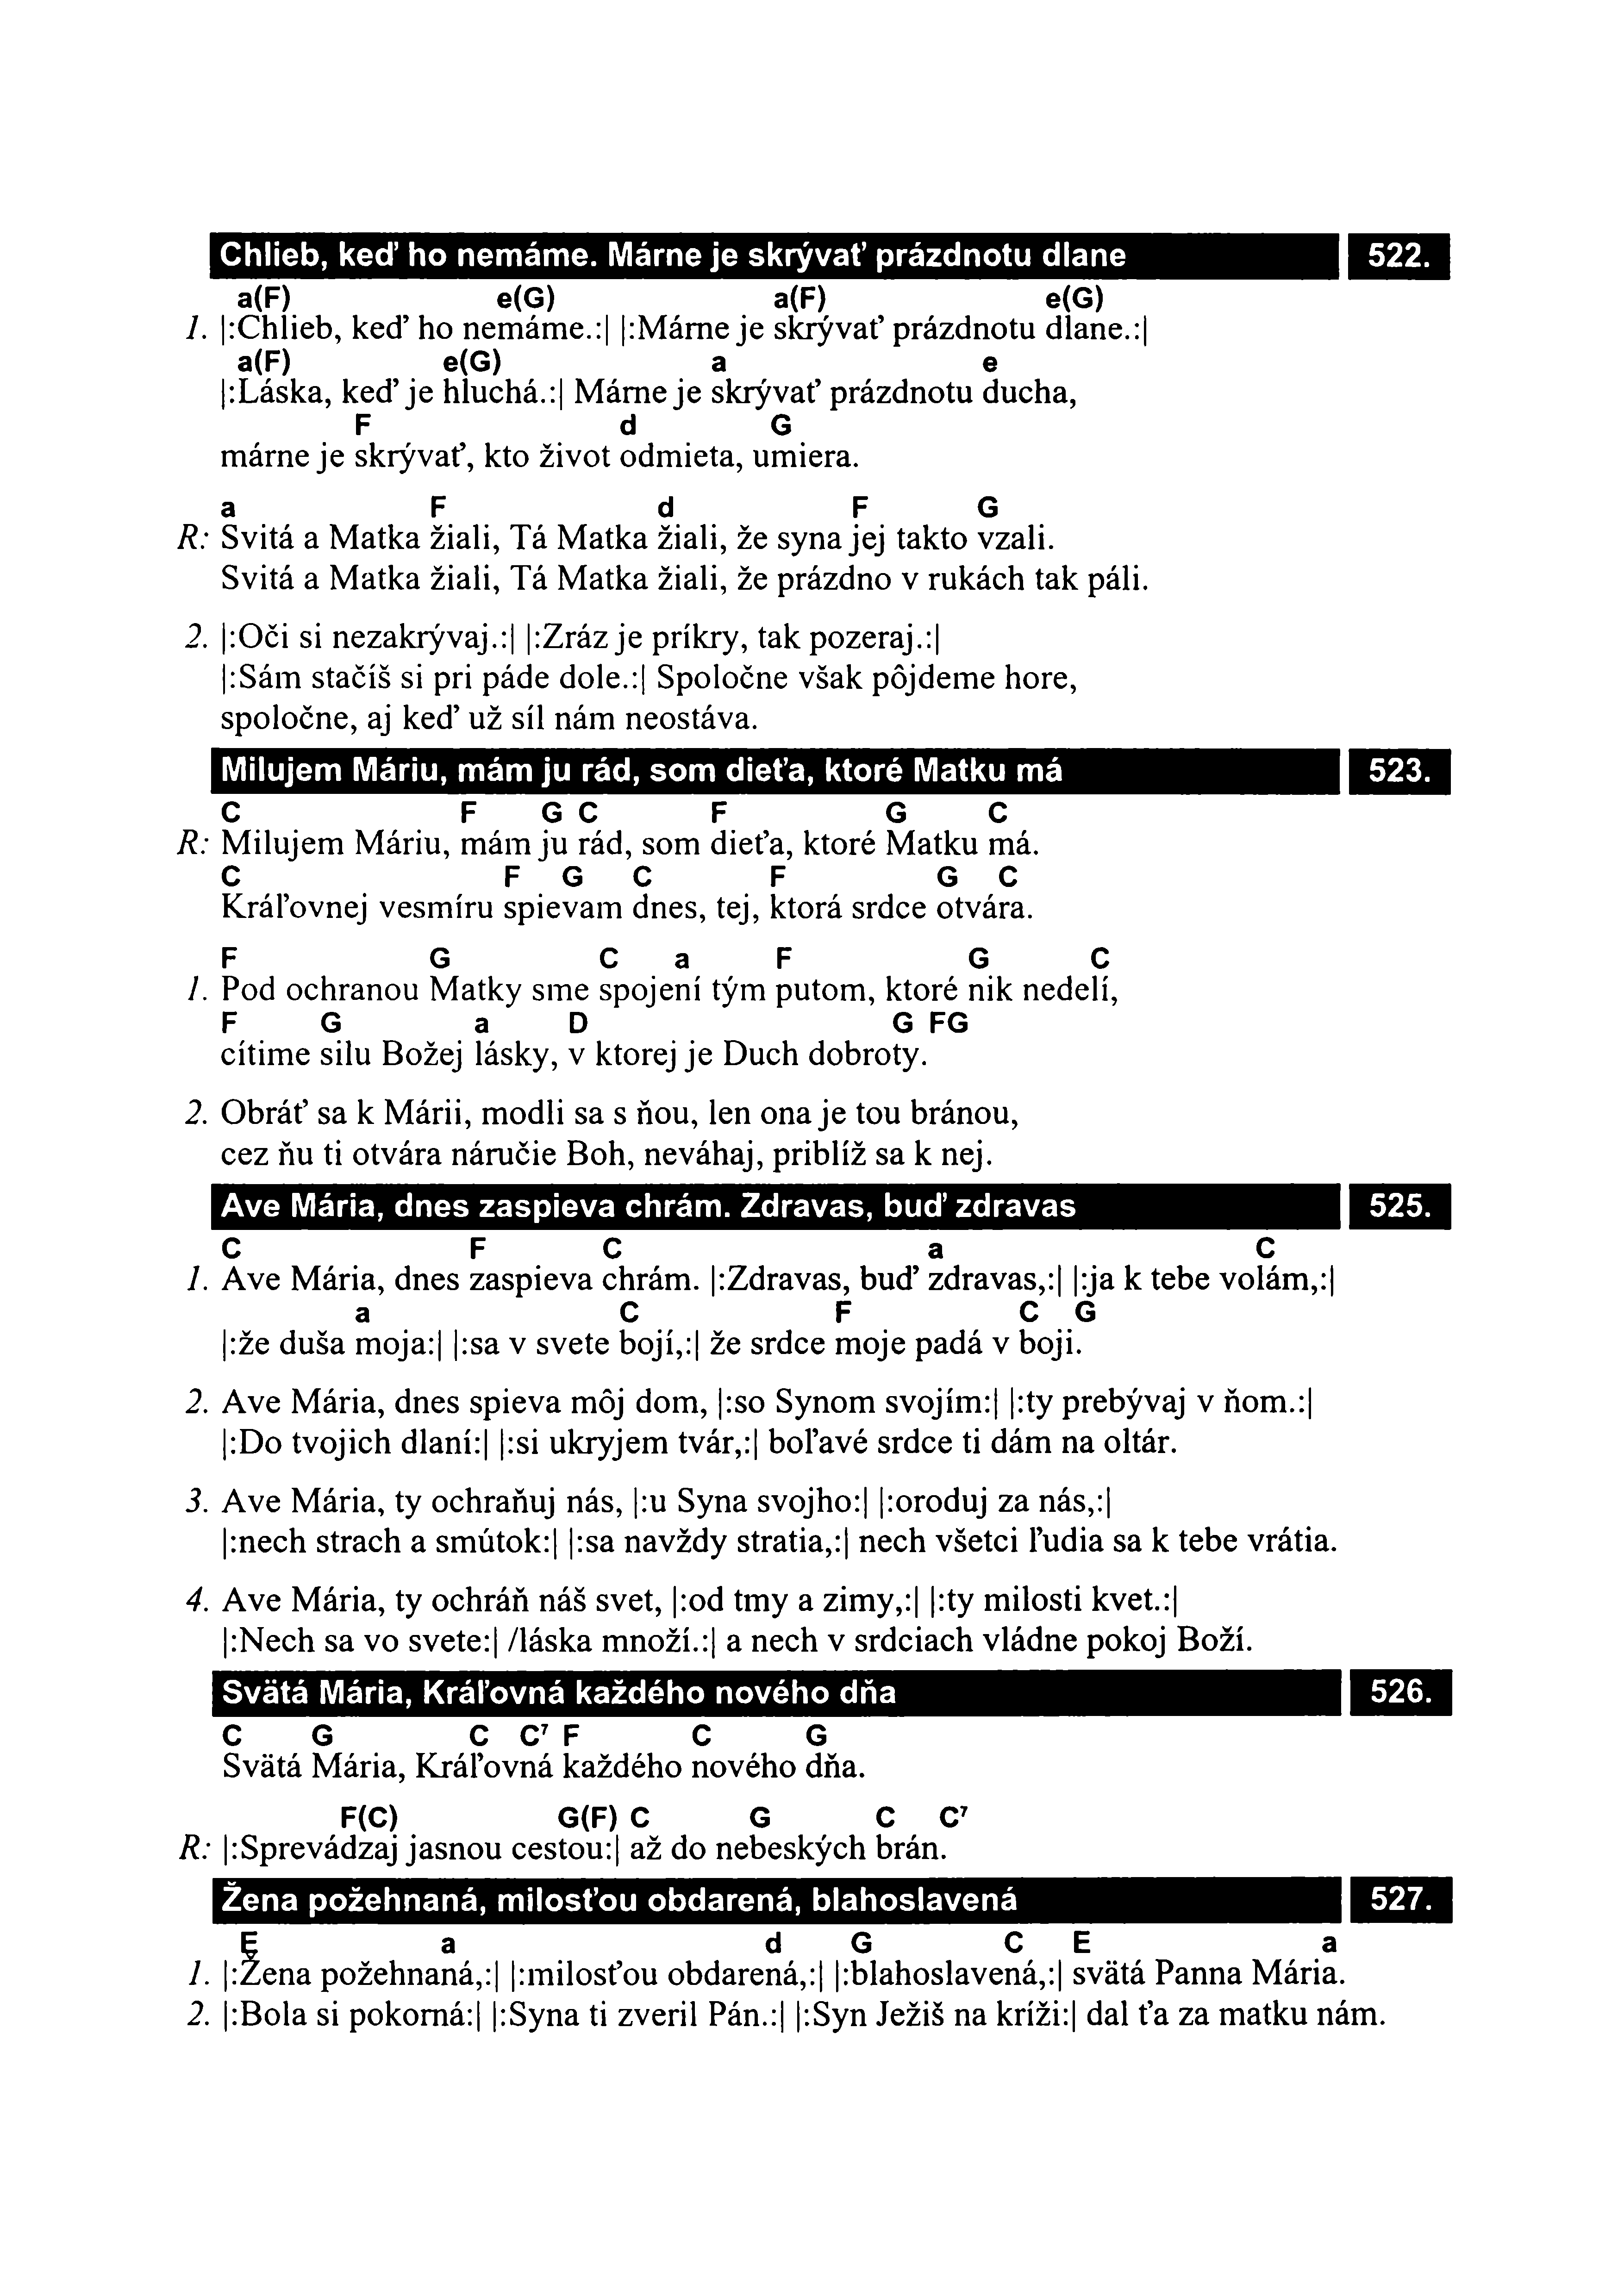 Chlieb, keď ho nemáme. Márne je skrývať prázdnotu dlane 522.
a(F) e(G) a(F) e(G)
1. |:Chlieb, keď ho nemáme.:| |:Márne je skrývať prázdnotu dlane.:|
a(F) e(G) a e
|:Láska, keď je hluchá.:| Márne je skrývať prázdnotu ducha,
F d G
márne je skrývať, kto život odmieta, umiera.
a F d F G
R: Svitá a Matka žiali, Tá Matka žiali, že syna jej takto vzali.
Svitá a Matka žiali, Tá Matka žiali, že prázdno v rukách tak páli.
2. |:Oči si nezakrývaj.:| |:Zráz je príkry, tak pozeraj.:|
|:Sám stačíš si pri páde dole.:| Spoločne však pôjdeme hore,
spoločne, aj keď už síl nám neostáva.
Milujem Máriu, mám ju rád, som dieťa, ktoré Matku má 523.
C F G C F G C
R: Milujem Máriu, mám ju rád, som dieťa, ktoré Matku má.
C F G C F G C
Kráľovnej vesmíru spievam dnes, tej, ktorá srdce otvára.
F G C a F G C
1. Pod ochranou Matky sme spojení tým putom, ktoré nik nedelí,
F G a D G FG
cítime silu Božej lásky, v ktorej je Duch dobroty.
2. Obráť sa k Márii, modli sa s ňou, len ona je tou bránou,
cez ňu ti otvára náručie Boh, neváhaj, priblíž sa k nej.
Ave Mária, dnes zaspieva chrám. Zdravas, buď zdravas 525.
C F C a C
1. Ave Mária, dnes zaspieva chrám. |:Zdravas, buď zdravas,:| |:ja k tebe volám,:|
a C F C G
|:že duša moja:| |:sa v svete bojí,:| že srdce moje padá v boji.
2. Ave Mária, dnes spieva môj dom, |:so Synom svojím:| |:ty prebývaj v ňom.:|
|:Do tvojich dlaní:| |:si ukryjem tvár,:| boľavé srdce ti dám na oltár.
3. Ave Mária, ty ochraňuj nás, |:u Syna svojho:| |:oroduj za nás,:|
|:nech strach a smútok:| |:sa navždy stratia,:| nech všetci ľudia sa k tebe vrátia.
4. Ave Mária, ty ochráň náš svet, |:od tmy a zimy,:| |:ty milosti kvet.:|
|:Nech sa vo svete:| /láska množí.:| a nech v srdciach vládne pokoj Boží.
Svätá Mária, Kráľovná každého nového dňa 526.
C G C C⁷ F C G
Svätá Mária, Kráľovná každého nového dňa.
F(C) G(F) C G C C⁷
R: |:Sprevádzaj jasnou cestou:| až do nebeských brán.
Žena požehnaná, milosťou obdarená, blahoslavená 527.
E a d G C E a
1. |:Žena požehnaná,:| |:milosťou obdarená,:| |:blahoslavená,:| svätá Panna Mária.
2. |:Bola si pokorná:| |:Syna ti zveril Pán.:| |:Syn Ježiš na kríži:| dal ťa za matku nám.